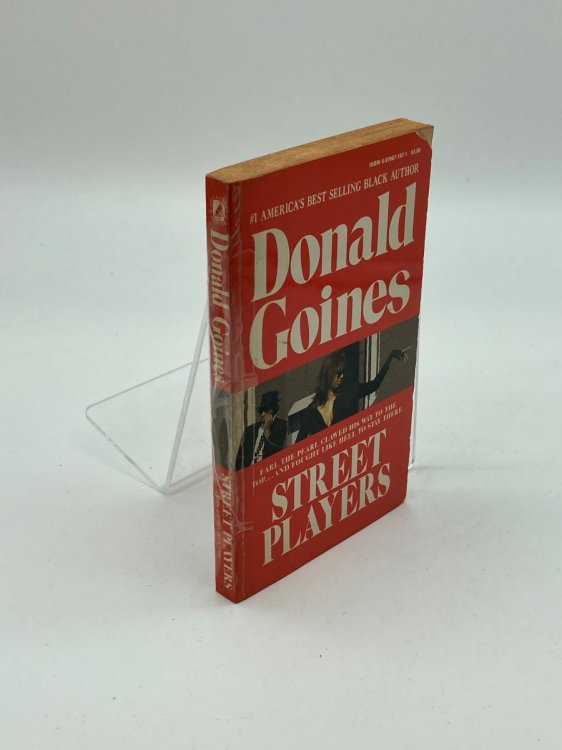 #1 AMERICA'S BEST SELLING BLACK AUTHOR
Donald
Goines
EARL THE PEARL CLAWED HIS WAY TO THE
TOP...AND FOUGHT LIKE HELL TO STAY THERE
STREET
PLAYERS
Donald Goines
STREET PLAYERS